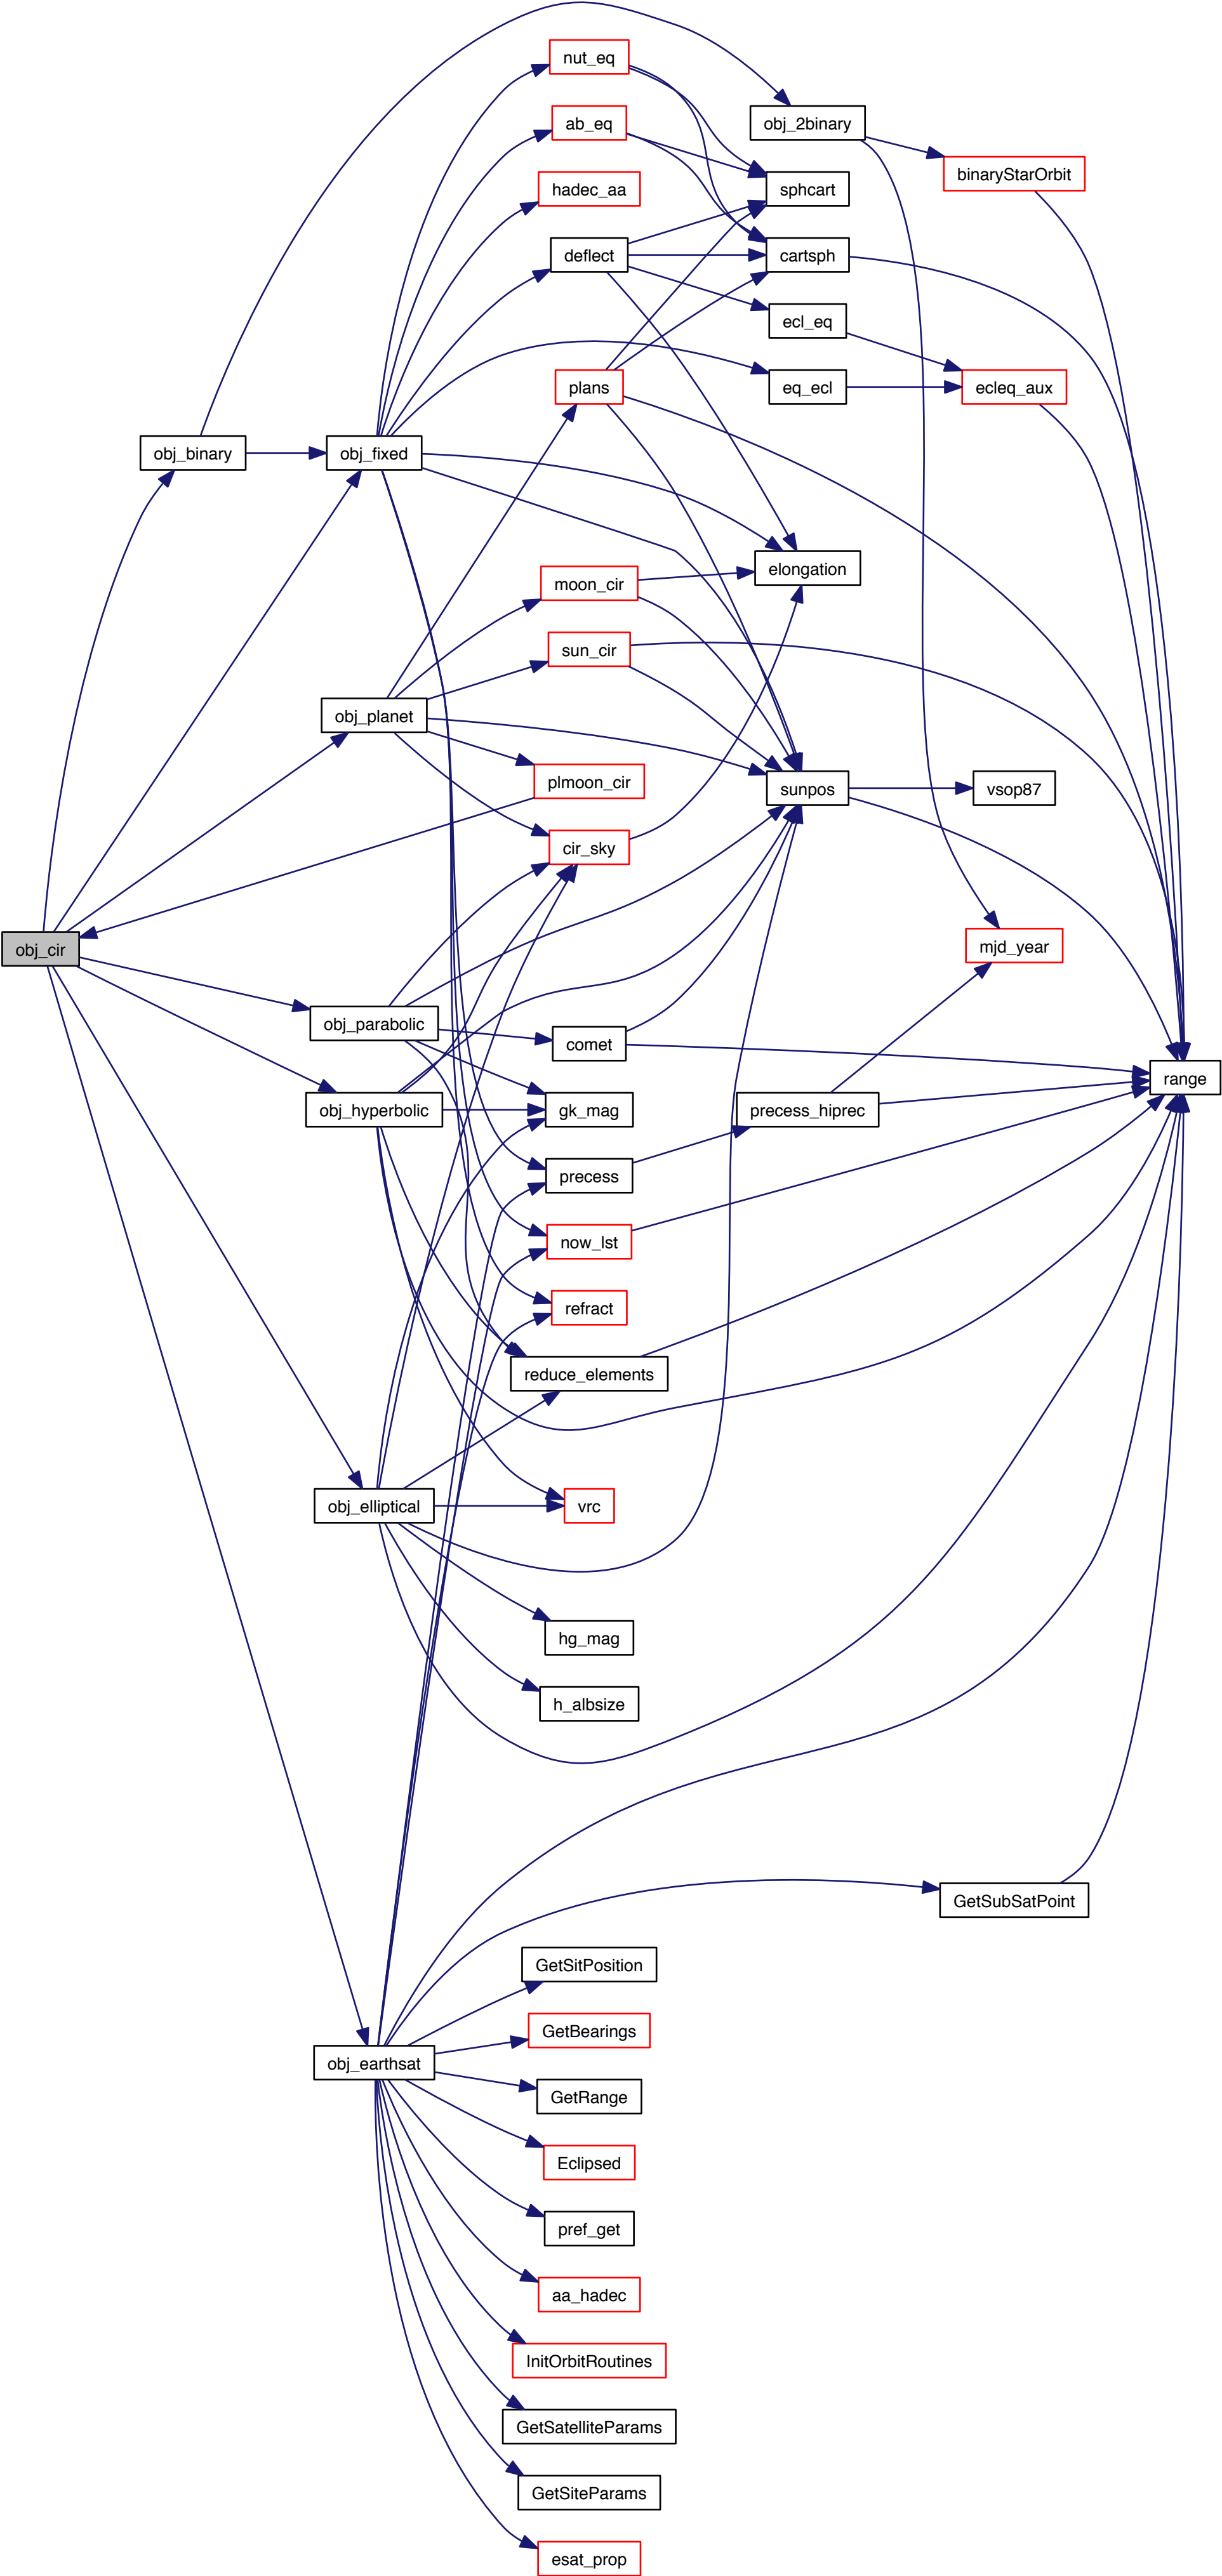 nut_eq
ab_eq
obj_2binary
binaryStarOrbit
hadec_aa
sphcart
deflect
cartsph
ecl_eq
plans
eq_ecl
ecleq_aux
obj_binary
obj_fixed
elongation
moon_cir
sun_cir
obj_planet
plmoon_cir
sunpos
vsop87
cir_sky
obj_cir
mjd_year
obj_parabolic
comet
range
obj_hyperbolic
gk_mag
precess_hiprec
precess
now_lst
refract
reduce_elements
obj_elliptical
vrc
hg_mag
h_albsize
GetSubSatPoint
GetSitPosition
GetBearings
obj_earthsat
GetRange
Eclipsed
pref_get
aa_hadec
InitOrbitRoutines
GetSatelliteParams
GetSiteParams
esat_prop